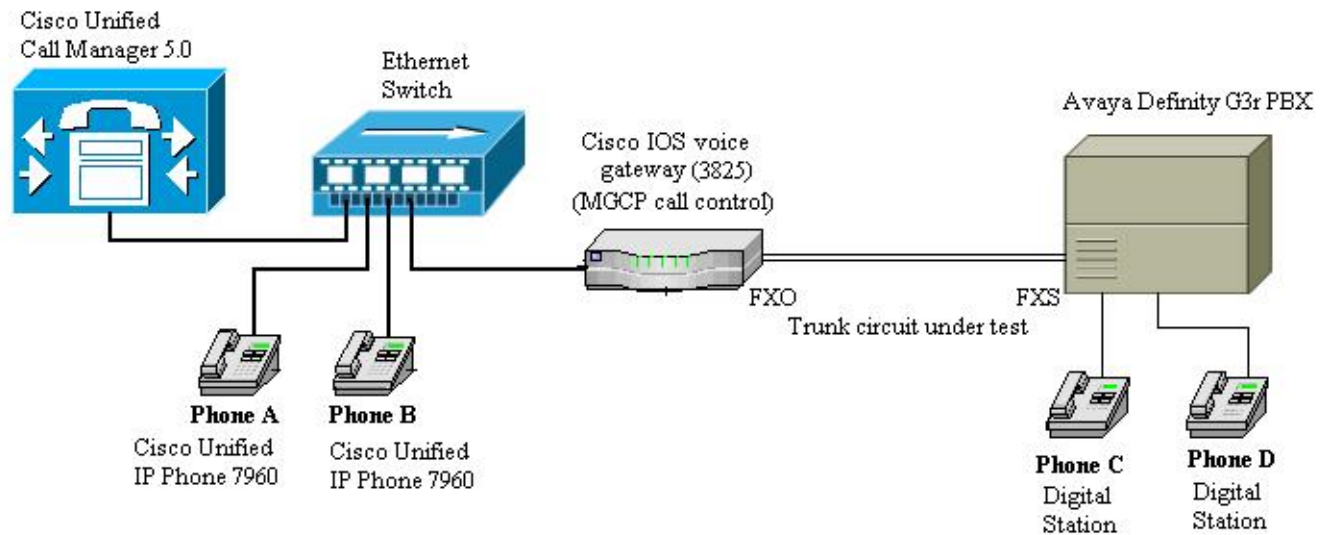 Cisco Unified
Call Manager 5.0
Ethernet
Switch
Avaya Definity G3r PBX
Cisco IOS voice
gateway (3825)
(MGCP call control)
FXO
FXS
Trunk circuit under test
Phone A
Cisco Unified
IP Phone 7960
Phone B
Cisco Unified
IP Phone 7960
Phone C
Digital
Station
Phone D
Digital
Station